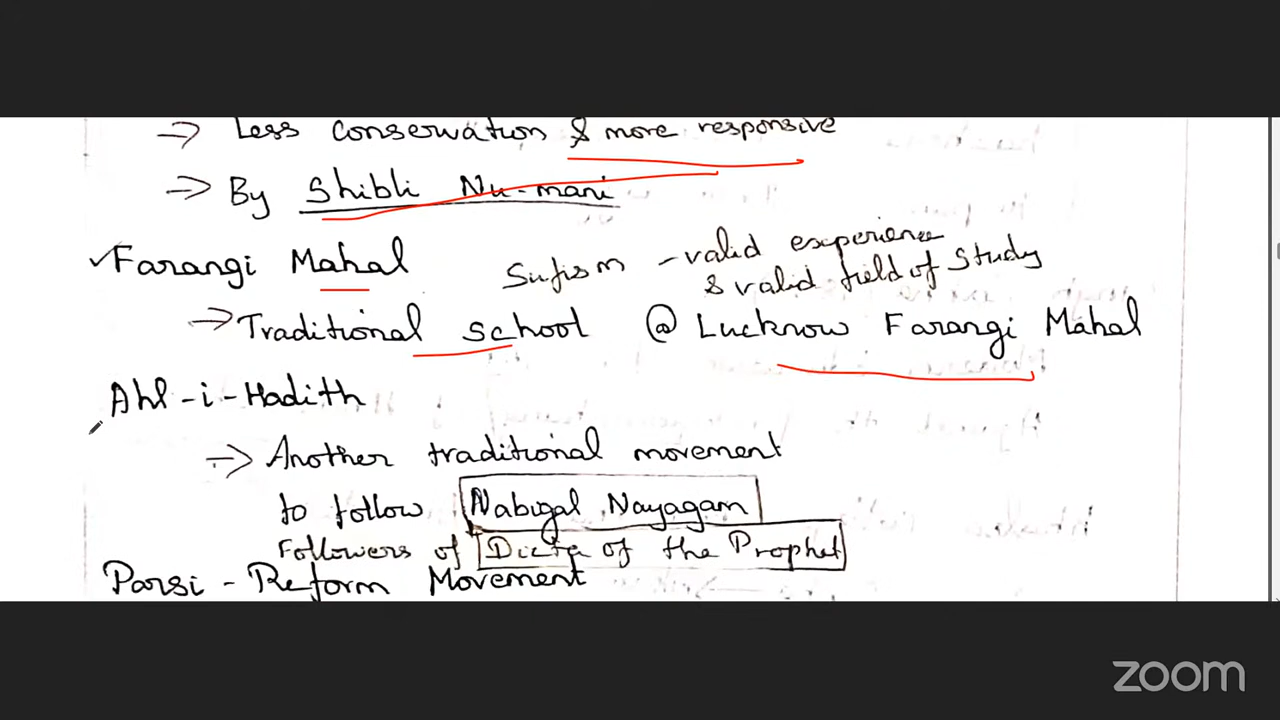 → Less conservation & more responsive
→ By Shibli Nu-mani
✓Farangi Mahal
Sufism - valid experience
& valid field of study
→ Traditional school @ Lucknow Farangi Mahal
Ahl-i-Hadith
→ Another traditional movement
to follow Nabigal Nayagam
Followers of Dicta of the Prophet
Parsi - Reform Movement
zoom